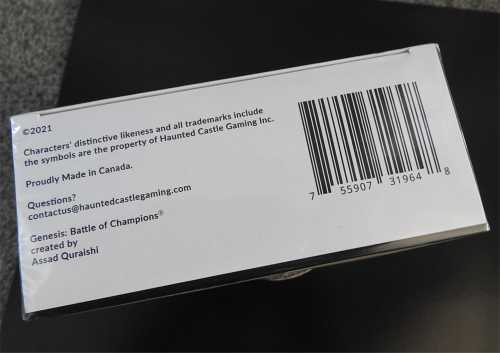 ©2021
Characters' distinctive likeness and all trademarks include
the symbols are the property of Haunted Castle Gaming Inc.
Proudly Made in Canada.
Questions?
contactus@hauntedcastlegaming.com
Genesis: Battle of Champions®
created by
Assad Quraishi
7 55907 31964 8